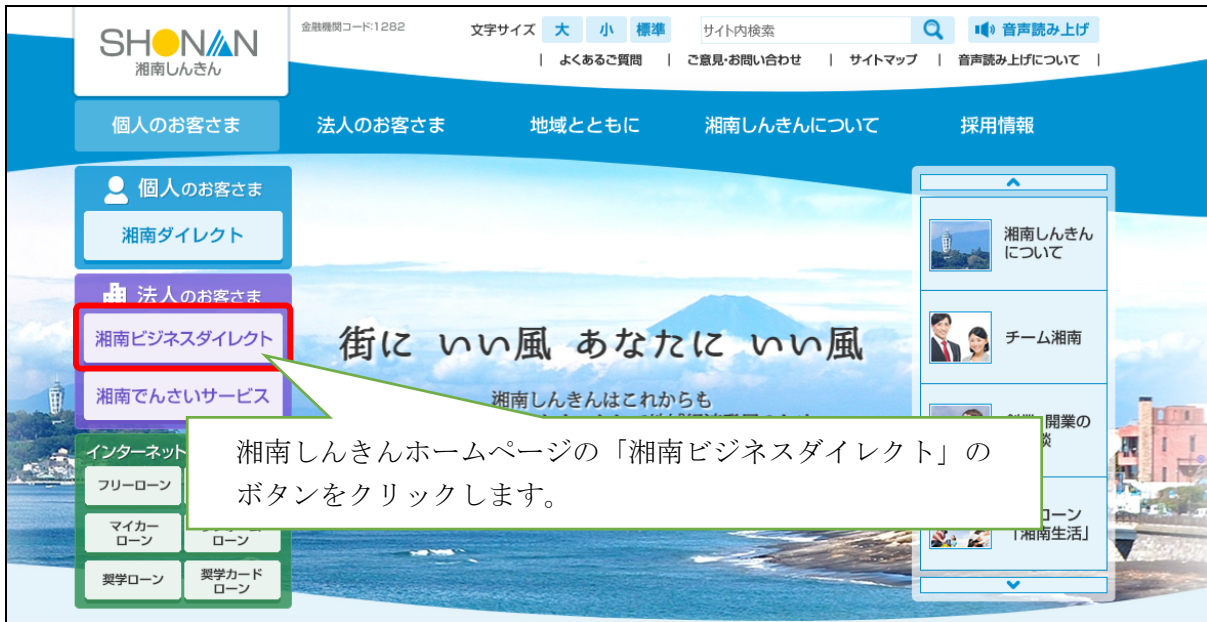 SHONAN
湘南しんきん
金融機関コード:1282
文字サイズ 大 小 標準
サイト内検索
音声読み上げ
| よくあるご質問 | ご意見・お問い合わせ | サイトマップ | 音声読み上げについて |
個人のお客さま 法人のお客さま 地域とともに 湘南しんきんについて 採用情報
個人のお客さま
湘南ダイレクト
法人のお客さま
湘南ビジネスダイレクト
湘南でんさいサービス
インターネット
フリーローン
マイカー
ローン
ローン
奨学ローン
奨学カード
ローン
街に いい風 あなたに いい風
湘南しんきんはこれからも
湘南しんきんホームページの「湘南ビジネスダイレクト」の
ボタンをクリックします。
湘南しんきん
について
チーム湘南
開業の
ローン
「湘南生活」